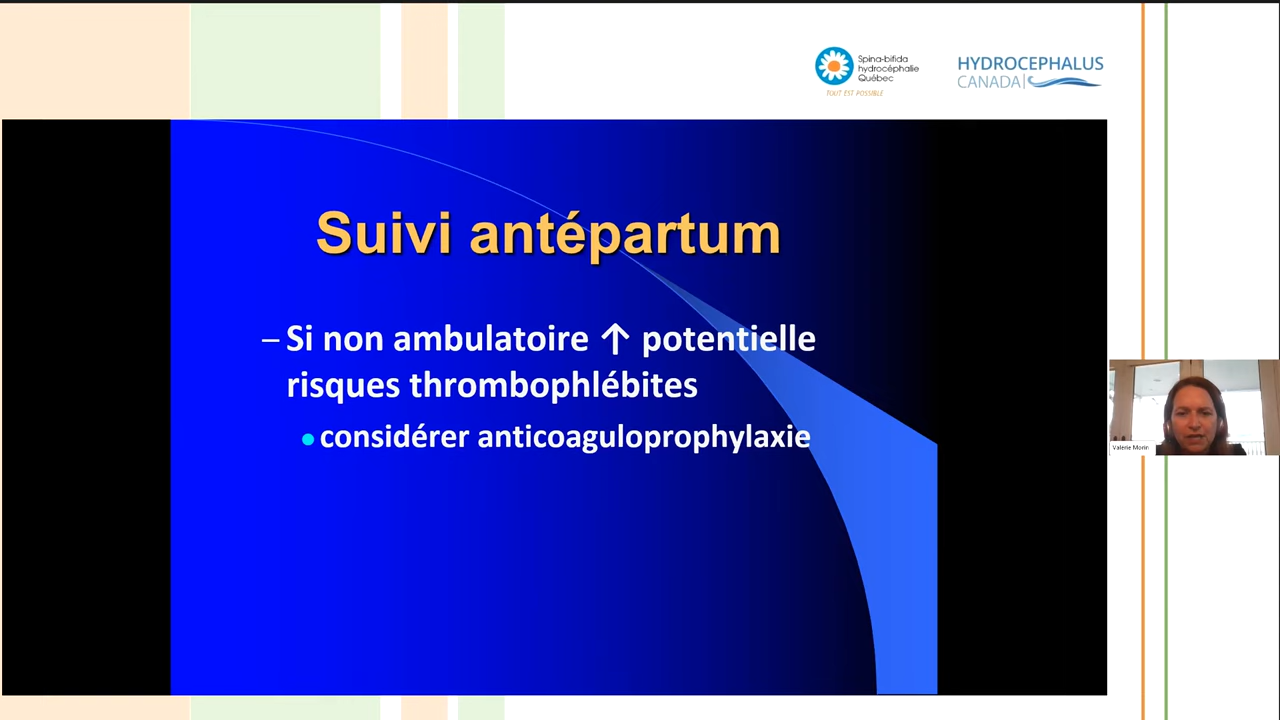 Spina-bifida
hydrocéphalie
Québec
TOUT EST POSSIBLE
HYDROCEPHALUS
CANADA
Suivi antépartum
– Si non ambulatoire ↑ potentielle
risques thrombophlébites
● considérer anticoaguloprophylaxie
Valérie Morin